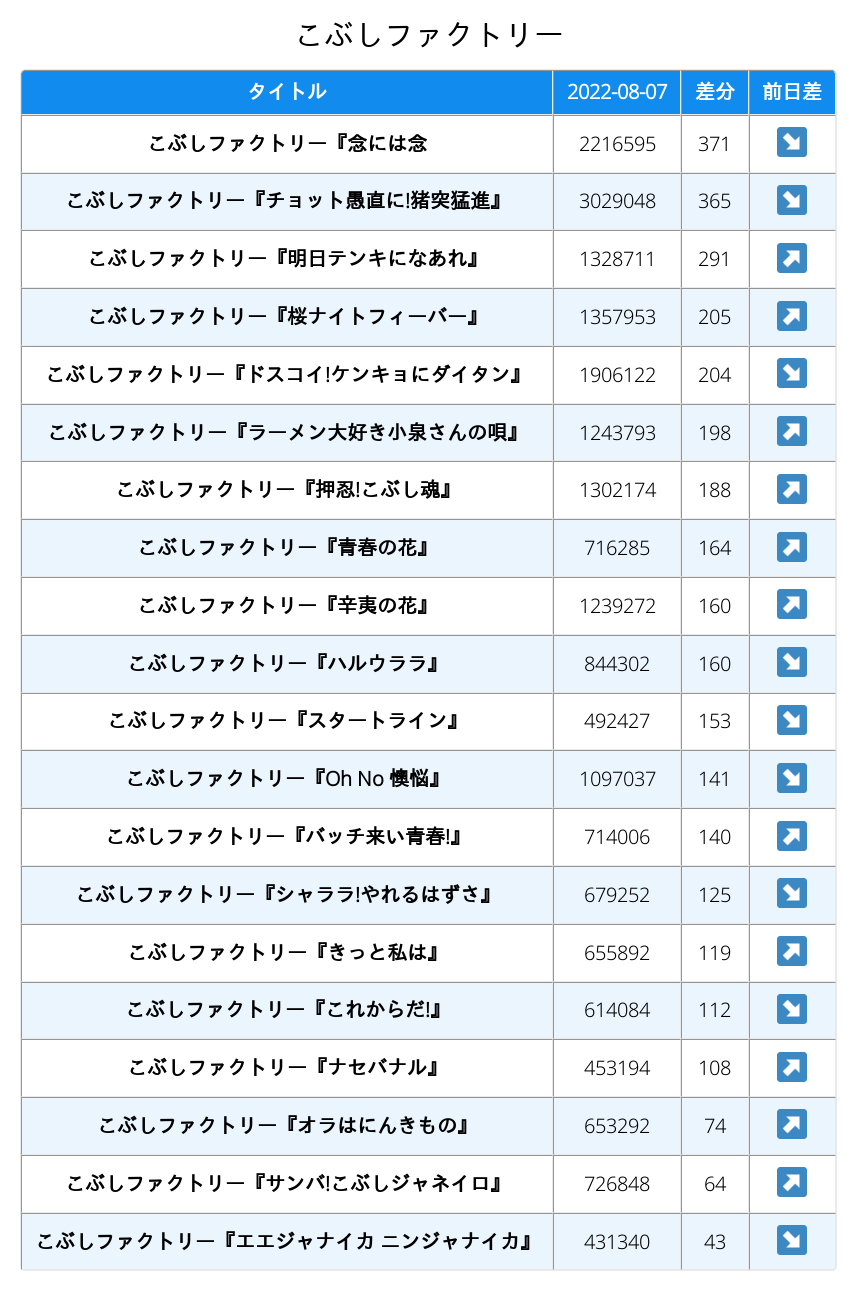 こぶしファクトリー
タイトル 2022-08-07 差分 前日差
こぶしファクトリー『念には念 2216595 371 ↘
こぶしファクトリー『チョット愚直に!猪突猛進』 3029048 365 ↘
こぶしファクトリー『明日テンキになあれ』 1328711 291 ↗
こぶしファクトリー『桜ナイトフィーバー』 1357953 205 ↗
こぶしファクトリー『ドスコイ!ケンキョにダイタン』 1906122 204 ↘
こぶしファクトリー『ラーメン大好き小泉さんの唄』 1243793 198 ↗
こぶしファクトリー『押忍!こぶし魂』 1302174 188 ↗
こぶしファクトリー『青春の花』 716285 164 ↗
こぶしファクトリー『辛夷の花』 1239272 160 ↗
こぶしファクトリー『ハルウララ』 844302 160 ↘
こぶしファクトリー『スタートライン』 492427 153 ↘
こぶしファクトリー『Oh No 懊悩』 1097037 141 ↘
こぶしファクトリー『バッチ来い青春!』 714006 140 ↗
こぶしファクトリー『シャララ!やれるはずさ』 679252 125 ↘
こぶしファクトリー『きっと私は』 655892 119 ↗
こぶしファクトリー『これからだ!』 614084 112 ↘
こぶしファクトリー『ナセバナル』 453194 108 ↗
こぶしファクトリー『オラはにんきもの』 653292 74 ↗
こぶしファクトリー『サンバ!こぶしジャネイロ』 726848 64 ↗
こぶしファクトリー『エエジャナイカ ニンジャナイカ』 431340 43 ↘